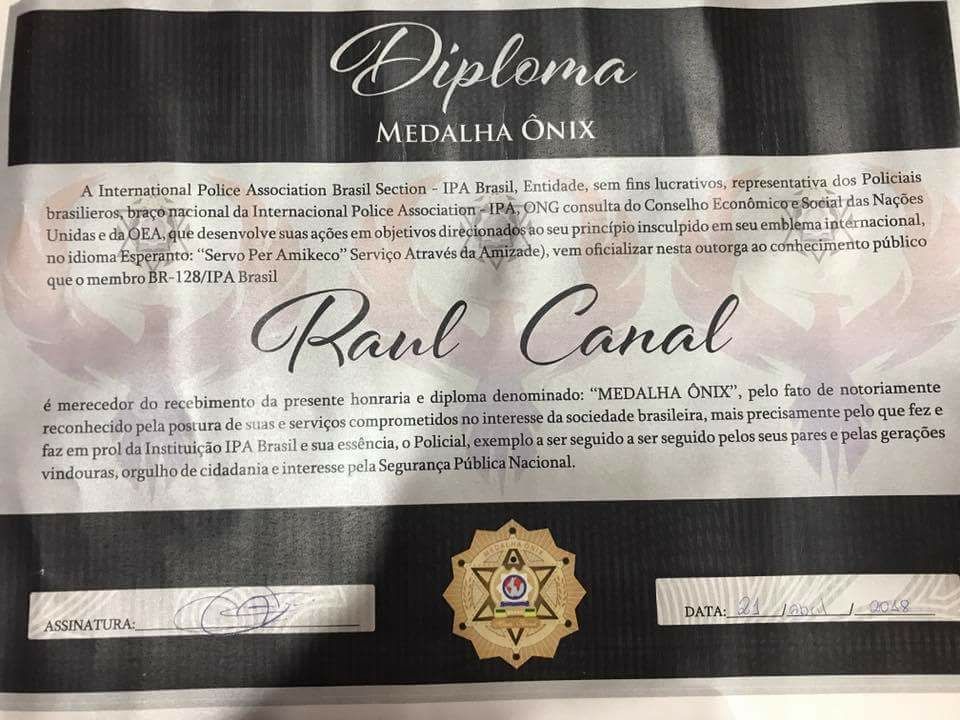 Diploma
MEDALHA ÔNIX
A International Police Association Brasil Section - IPA Brasil, Entidade, sem fins lucrativos, representativa dos Policiais
brasilieros, braço nacional da Internacional Police Association - IPA, ONG consulta do Conselho Econômico e Social das Nações
Unidas e da OEA, que desenvolve suas ações em objetivos direcionados ao seu princípio insculpido em seu emblema internacional,
no idioma Esperanto: “Servo Per Amikeco” Serviço Através da Amizade), vem oficializar nesta outorga ao conhecimento público
que o membro BR-128/IPA Brasil
Raul Canal
é merecedor do recebimento da presente honraria e diploma denominado: “MEDALHA ÔNIX”, pelo fato de notoriamente
reconhecido pela postura de suas e serviços comprometidos no interesse da sociedade brasileira, mais precisamente pelo que fez e
faz em prol da Instituição IPA Brasil e sua essência, o Policial, exemplo a ser seguido a ser seguido pelos seus pares e pelas gerações
vindouras, orgulho de cidadania e interesse pela Segurança Pública Nacional.
MEDALHA ÔNIX
ASSINATURA:
DATA: 21 / abril / 2018